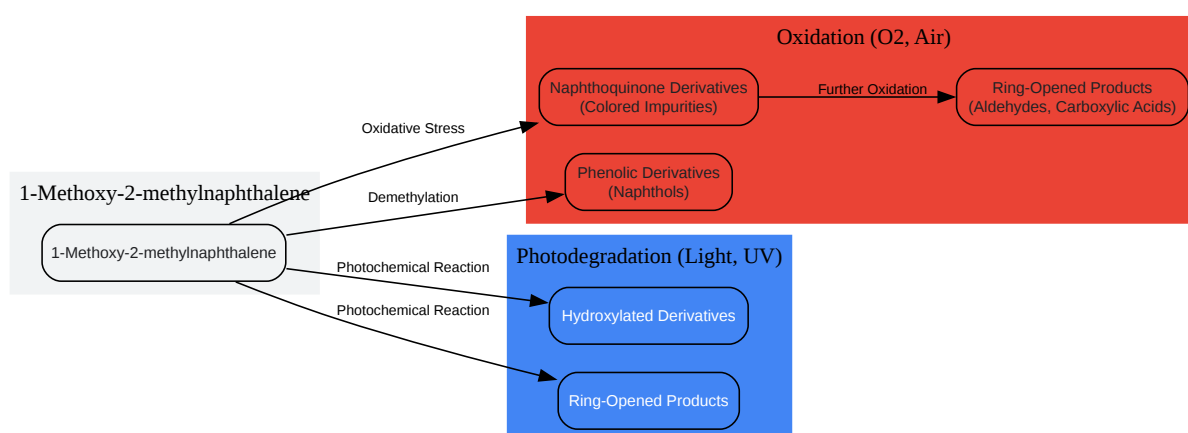 Oxidation (O2, Air)
Naphthoquinone Derivatives
(Colored Impurities)
Further Oxidation
Ring-Opened Products
(Aldehydes, Carboxylic Acids)
Oxidative Stress
Phenolic Derivatives
(Naphthols)
Demethylation
1-Methoxy-2-methylnaphthalene
1-Methoxy-2-methylnaphthalene
Photodegradation (Light, UV)
Photochemical Reaction
Hydroxylated Derivatives
Photochemical Reaction
Ring-Opened Products